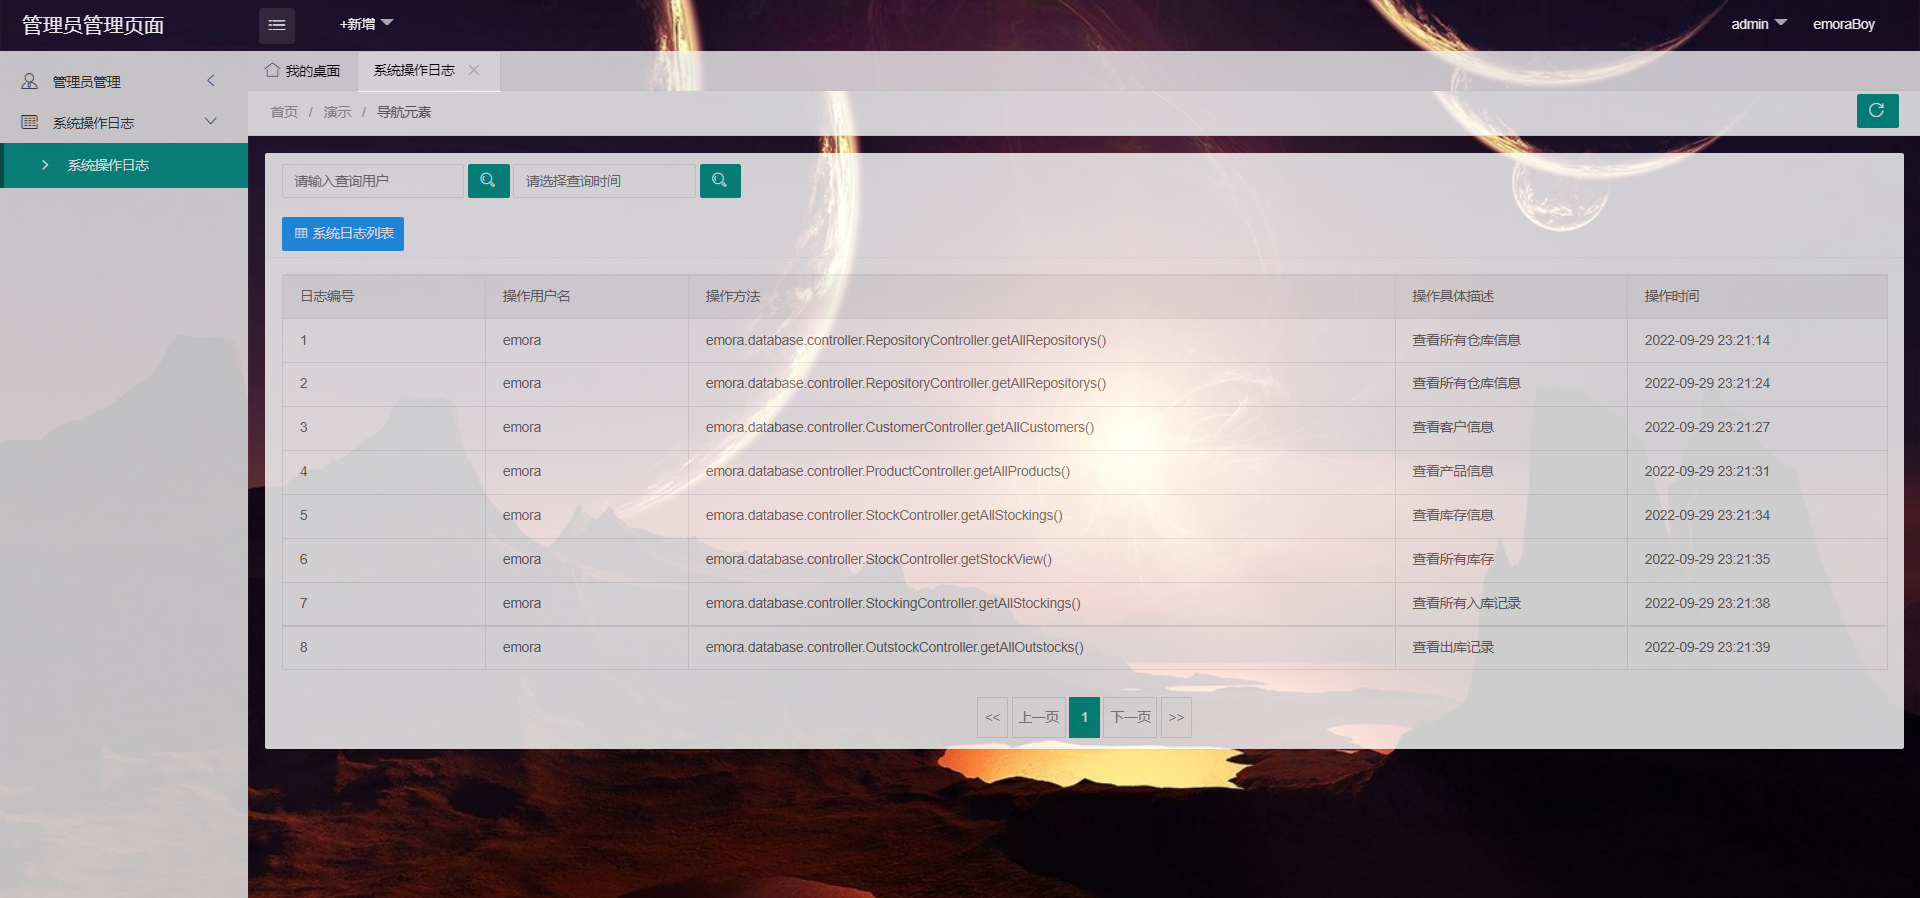 管理员管理页面
+新增
admin
emoraBoy
管理员管理
系统操作日志
系统操作日志
我的桌面
系统操作日志
首页 / 演示 / 导航元素
请输入查询用户
请选择查询时间
系统日志列表
日志编号 操作用户名 操作方法 操作具体描述 操作时间
1 emora emora.database.controller.RepositoryController.getAllRepositorys() 查看所有仓库信息 2022-09-29 23:21:14
2 emora emora.database.controller.RepositoryController.getAllRepositorys() 查看所有仓库信息 2022-09-29 23:21:24
3 emora emora.database.controller.CustomerController.getAllCustomers() 查看客户信息 2022-09-29 23:21:27
4 emora emora.database.controller.ProductController.getAllProducts() 查看产品信息 2022-09-29 23:21:31
5 emora emora.database.controller.StockController.getAllStockings() 查看库存信息 2022-09-29 23:21:34
6 emora emora.database.controller.StockController.getStockView() 查看所有库存 2022-09-29 23:21:35
7 emora emora.database.controller.StockingController.getAllStockings() 查看所有入库记录 2022-09-29 23:21:38
8 emora emora.database.controller.OutstockController.getAllOutstocks() 查看出库记录 2022-09-29 23:21:39
<< 上一页 1 下一页 >>